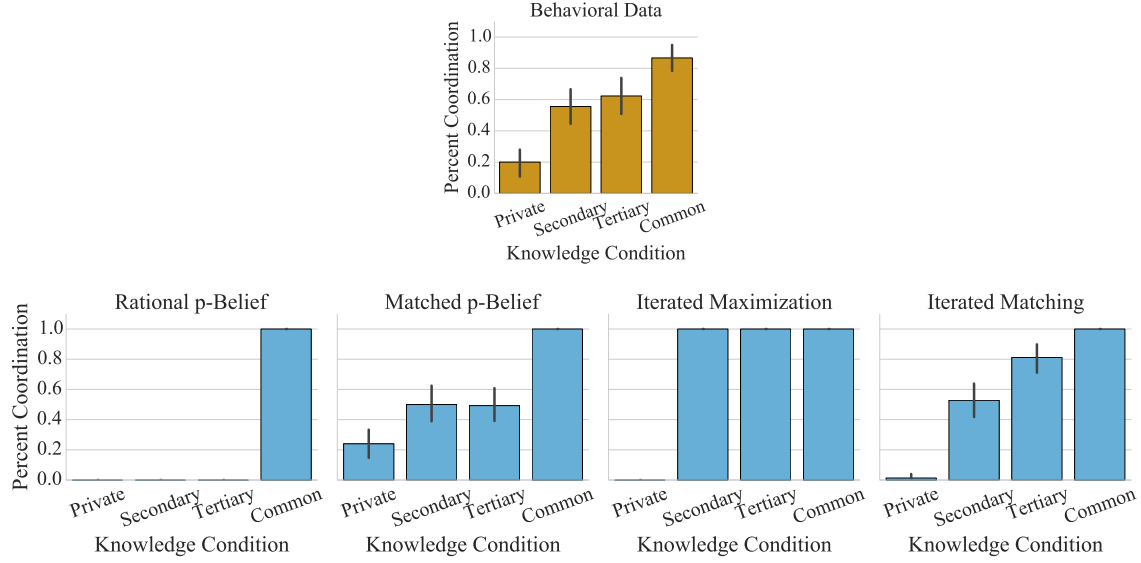 Behavioral Data
Percent Coordination
1.0
0.8
0.6
0.4
0.2
0.0
Private
Secondary
Tertiary
Common
Knowledge Condition
Rational p-Belief
Matched p-Belief
Iterated Maximization
Iterated Matching
Percent Coordination
1.0
0.8
0.6
0.4
0.2
0.0
Private
Secondary
Tertiary
Common
Private
Secondary
Tertiary
Common
Private
Secondary
Tertiary
Common
Private
Secondary
Tertiary
Common
Knowledge Condition
Knowledge Condition
Knowledge Condition
Knowledge Condition